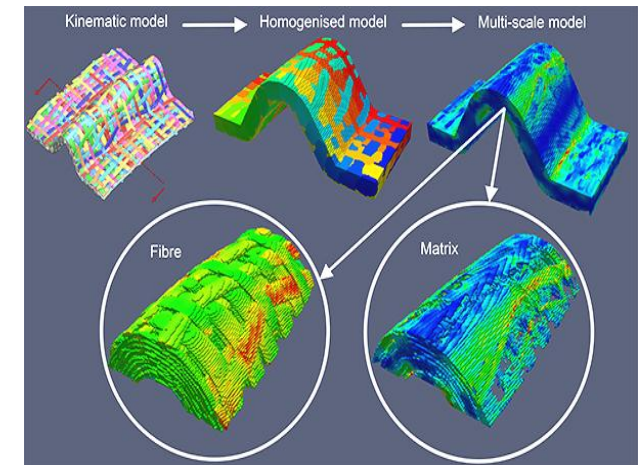 Kinematic model
Homogenised model
Multi-scale model
Fibre
Matrix